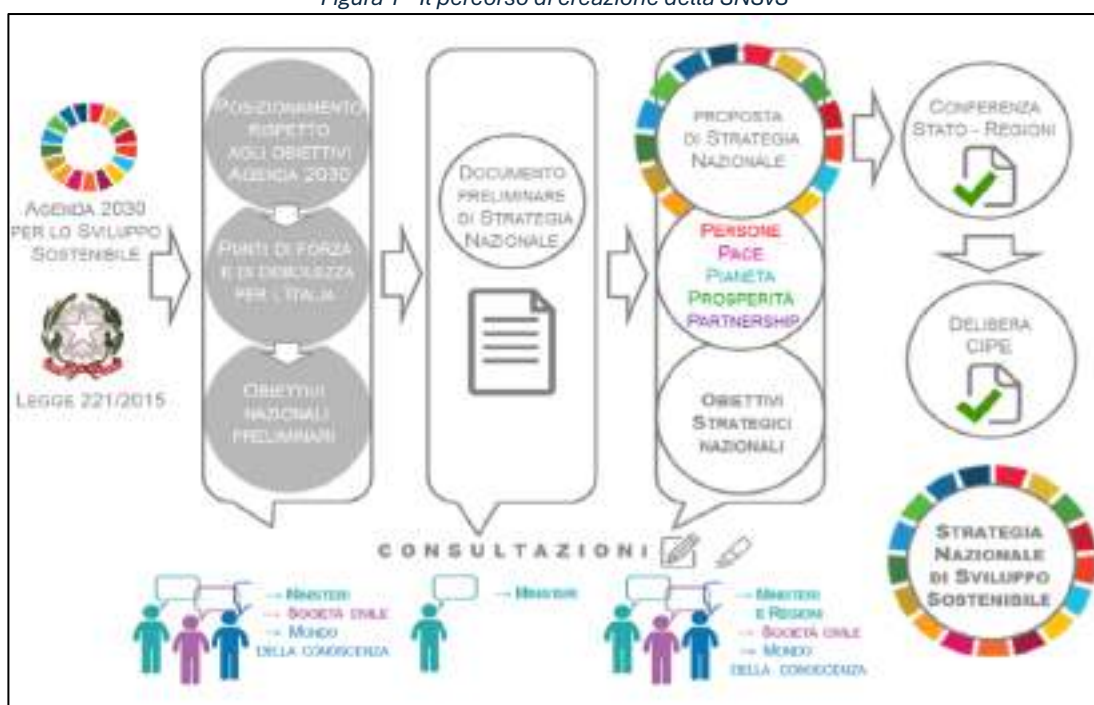 Figura 1 - Il percorso di creazione della SNSvS
AGENDA 2030
PER LO SVILUPPO
SOSTENIBILE
LEGGE 221/2015
POSIZIONAMENTO
RISPETTO
AGLI OBIETTIVI
AGENDA 2030
PUNTI DI FORZA
E DI DEBOLEZZA
PER L'ITALIA
OBIETTIVI
NAZIONALI
PRELIMINARI
DOCUMENTO
PRELIMINARE
DI STRATEGIA
NAZIONALE
PROPOSTA
DI STRATEGIA
NAZIONALE
PERSONE
PACE
PIANETA
PROSPERITÀ
PARTNERSHIP
OBIETTIVI
STRATEGICI
NAZIONALI
CONFERENZA
STATO - REGIONI
DELIBERA
CIPE
STRATEGIA
NAZIONALE
DI SVILUPPO
SOSTENIBILE
CONSULTAZIONI
→ MINISTERI
→ SOCIETÀ CIVILE
→ MONDO
DELLA CONOSCENZA
→ MINISTERI
→ MINISTERI
E REGIONI
→ SOCIETÀ CIVILE
→ MONDO
DELLA CONOSCENZA